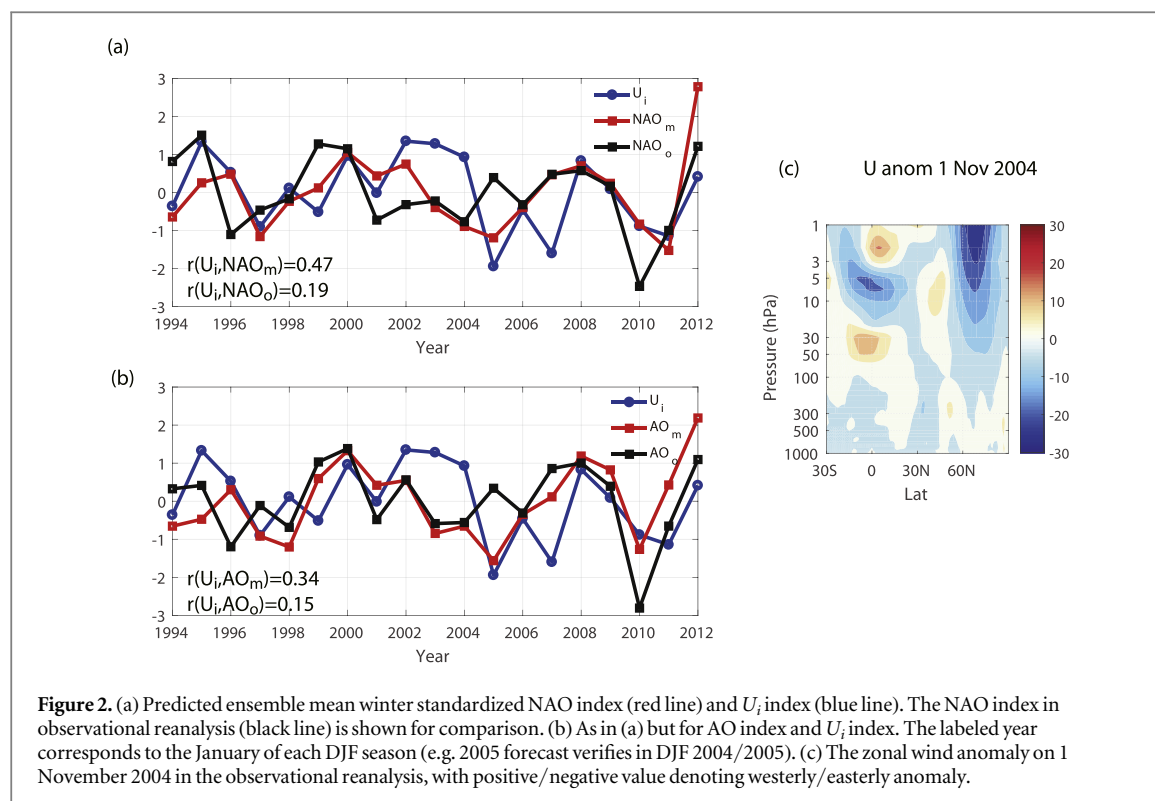 (a)
3
2
1
0
-1
-2
-3
U_i
NAO_m
NAO_o
r(U_i,NAO_m)=0.47
r(U_i,NAO_o)=0.19
1994 1996 1998 2000 2002 2004 2006 2008 2010 2012
Year
(b)
3
2
1
0
-1
-2
-3
U_i
AO_m
AO_o
r(U_i,AO_m)=0.34
r(U_i,AO_o)=0.15
1994 1996 1998 2000 2002 2004 2006 2008 2010 2012
Year
(c) U anom 1 Nov 2004
Pressure (hPa)
1
3
5
10
30
50
100
300
500
1000
30S 0 30N 60N
Lat
30
20
10
0
-10
-20
-30
Figure 2. (a) Predicted ensemble mean winter standardized NAO index (red line) and U_i index (blue line). The NAO index in
observational reanalysis (black line) is shown for comparison. (b) As in (a) but for AO index and U_i index. The labeled year
corresponds to the January of each DJF season (e.g. 2005 forecast verifies in DJF 2004/2005). (c) The zonal wind anomaly on 1
November 2004 in the observational reanalysis, with positive/negative value denoting westerly/easterly anomaly.